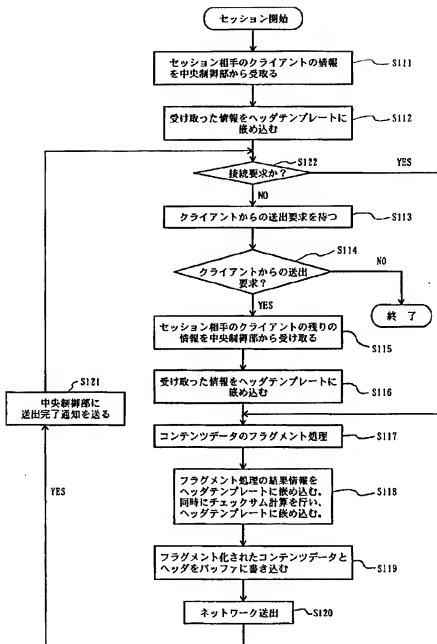 セッション開始
セッション相手のクライアントの情報
を中央制御部から受取る
S111
受け取った情報をヘッダテンプレートに
嵌め込む
S112
S122
接続要求か?
YES
NO
クライアントからの送出要求を待つ
S113
S114
クライアントからの送出
要求?
NO
YES
終 了
セッション相手のクライアントの残りの
情報を中央制御部から受け取る
S115
S121
中央制御部に
送出完了通知を送る
受け取った情報をヘッダテンプレートに
嵌め込む
S116
コンテンツデータのフラグメント処理
S117
YES
フラグメント処理の結果情報を
ヘッダテンプレートに嵌め込む。
同時にチェックサム計算を行い、
ヘッダテンプレートに嵌め込む。
S118
フラグメント化されたコンテンツデータと
ヘッダをバッファに書き込む
S119
ネットワーク送出
S120